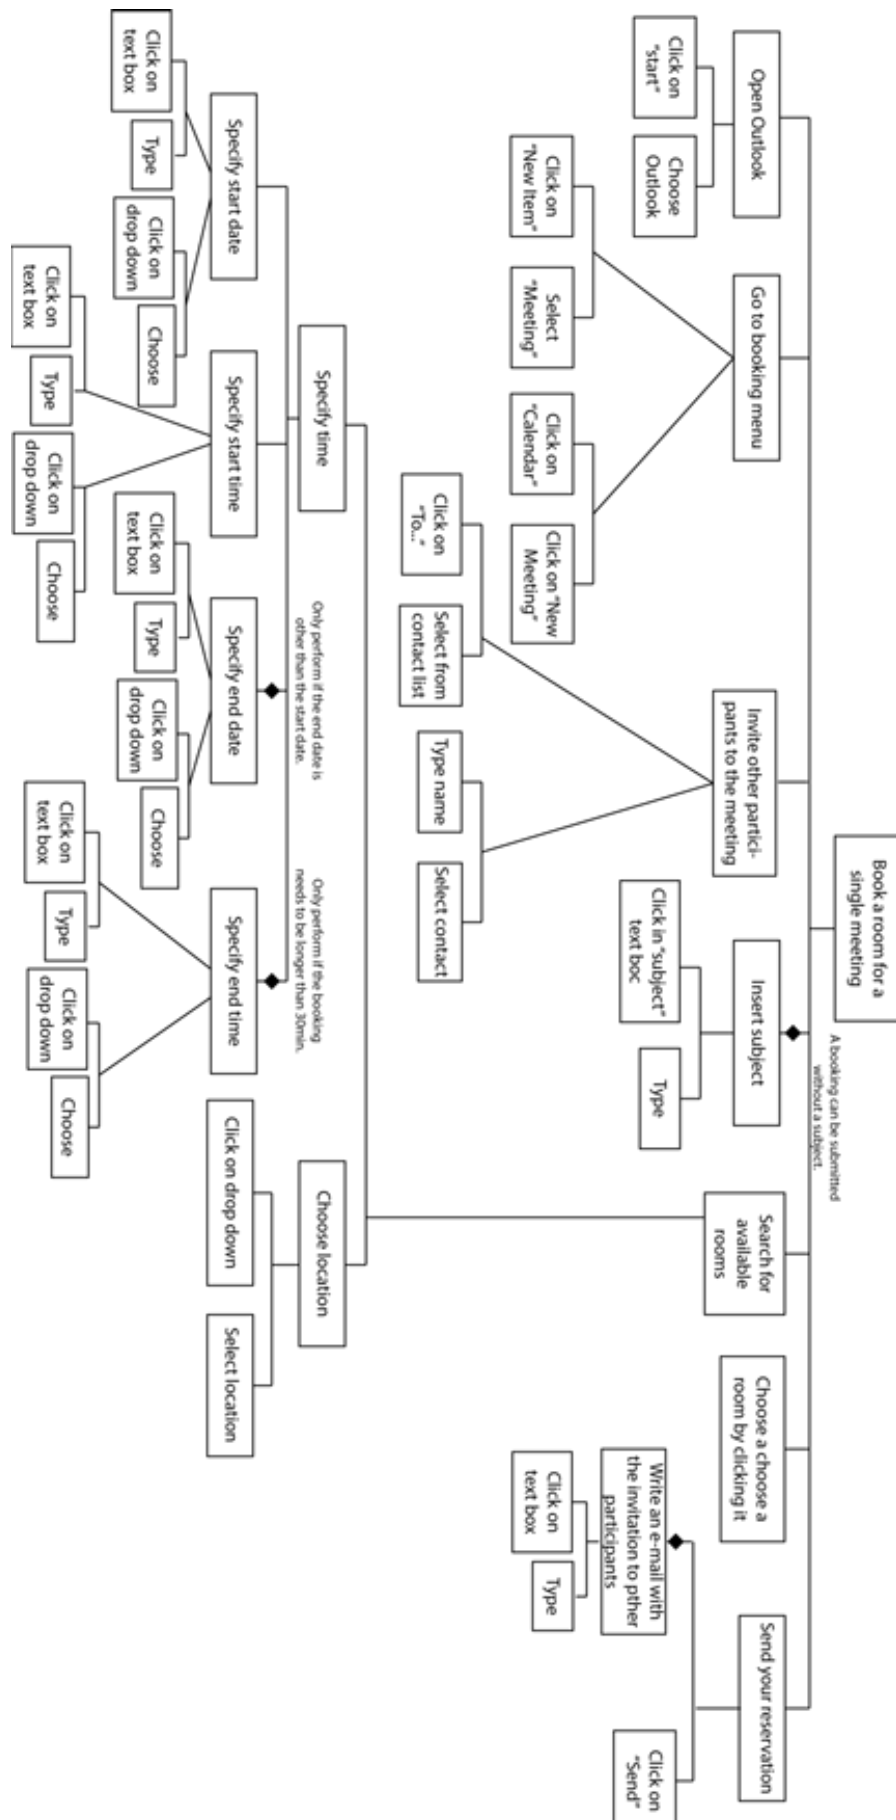 Book a room for a
single meeting
A booking can be submitted
without a subject.
Open Outlook
Click on
"start"
Choose
Outlook
Go to booking menu
Click on
"New Item"
Select
"Meeting"
Click on
"Calendar"
Click on "New
Meeting"
Invite other partici-
pants to the meeting
Click on
"To..."
Select from
contact list
Type name
Select contact
Insert subject
Click in "subject"
text boc
Type
Search for
available
rooms
Choose a choose a
room by clicking it
Send your reservation
Write an e-mail with
the invitation to pther
participants
Click on
text box
Type
Click on
"Send"
Specify time
Specify start date
Click on
text box
Type
Click on
drop down
Choose
Specify start time
Click on
text box
Type
Click on
drop down
Choose
Only perform if the end date is
other than the start date.
Specify end date
Click on
text box
Type
Click on
drop down
Choose
Only perform if the booking
needs to be longer than 30min.
Specify end time
Click on
text box
Type
Click on
drop down
Choose
Choose location
Click on drop down
Select location